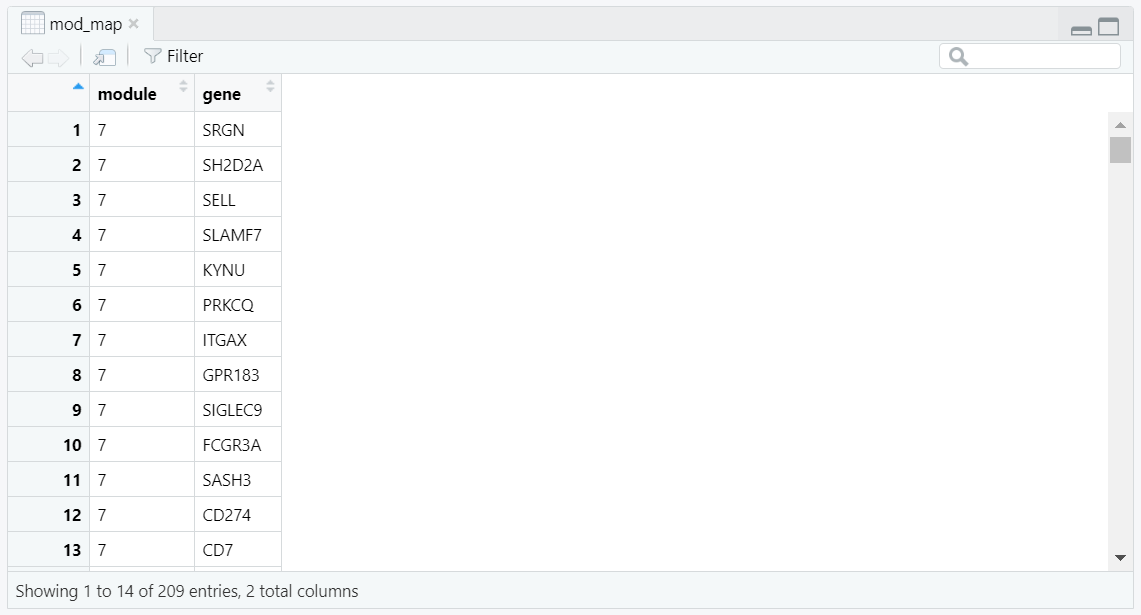 mod_map
Filter
module gene
1 7 SRGN
2 7 SH2D2A
3 7 SELL
4 7 SLAMF7
5 7 KYNU
6 7 PRKCQ
7 7 ITGAX
8 7 GPR183
9 7 SIGLEC9
10 7 FCGR3A
11 7 SASH3
12 7 CD274
13 7 CD7
Showing 1 to 14 of 209 entries, 2 total columns